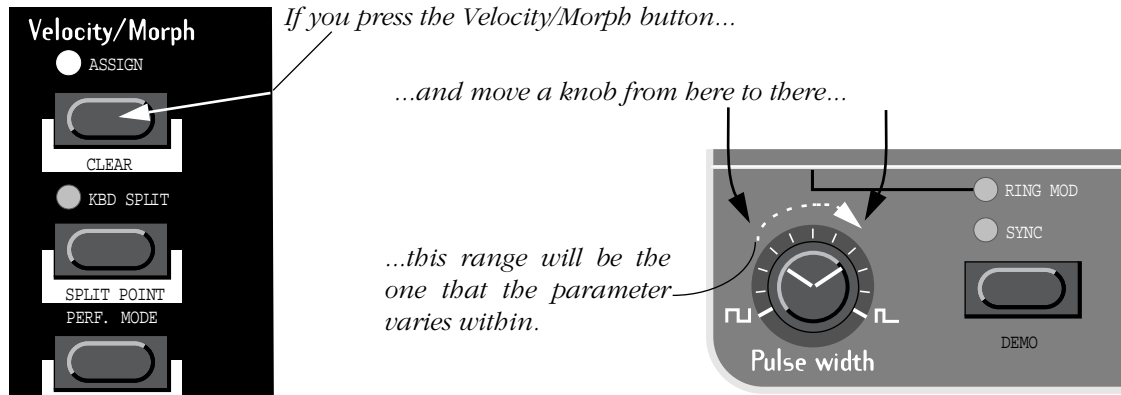 Velocity/Morph
ASSIGN
CLEAR
KBD SPLIT
SPLIT POINT
PERF. MODE
If you press the Velocity/Morph button...
...and move a knob from here to there...
...this range will be the
one that the parameter
varies within.
RING MOD
SYNC
DEMO
Pulse width